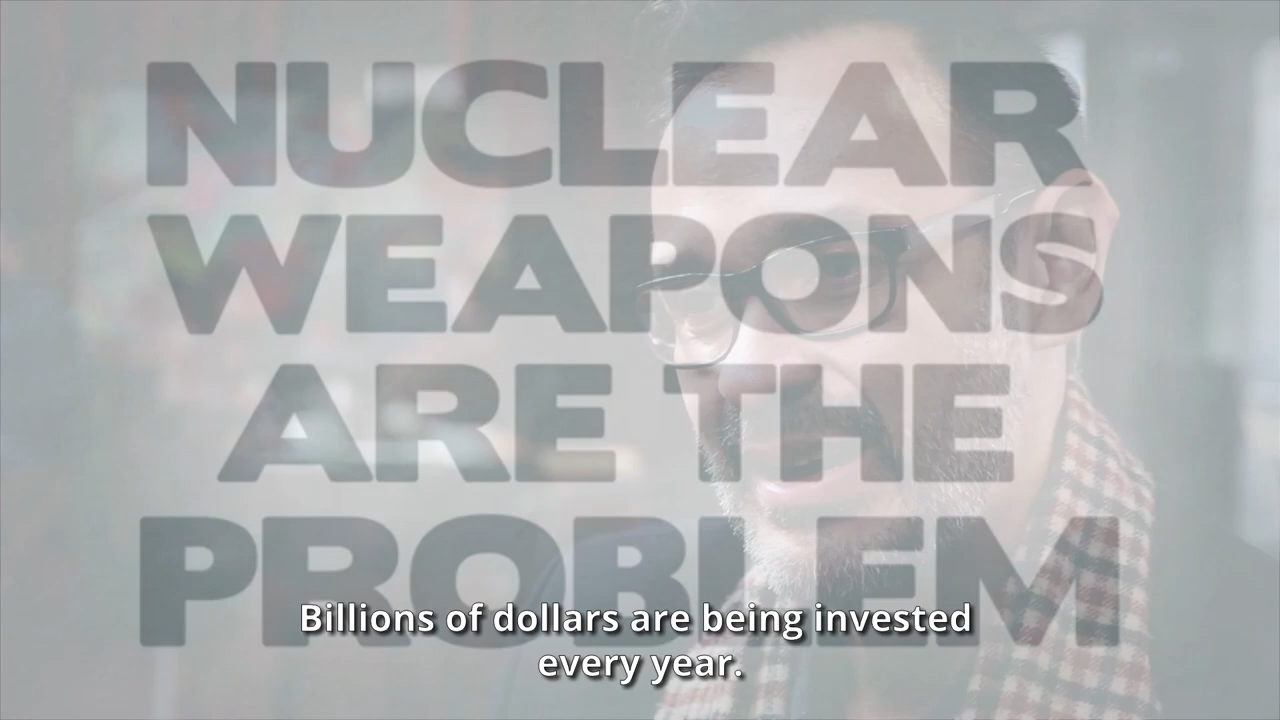 NUCLEAR
WEAPONS
ARE THE
PROBLEM
Billions of dollars are being invested
every year.